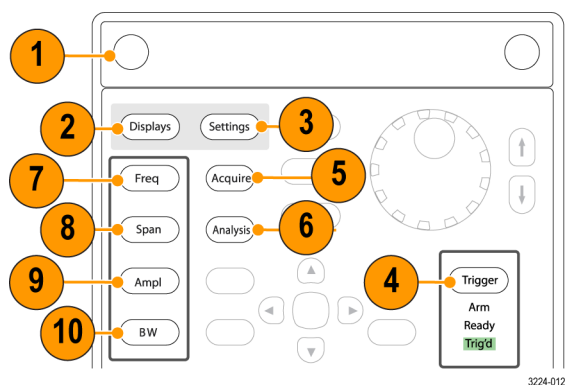 1
2 Displays Settings 3
7 Freq Acquire 5
8 Span Analysis 6
9 Ampl 4 Trigger
Arm
10 BW Ready
Trig'd
3224-012